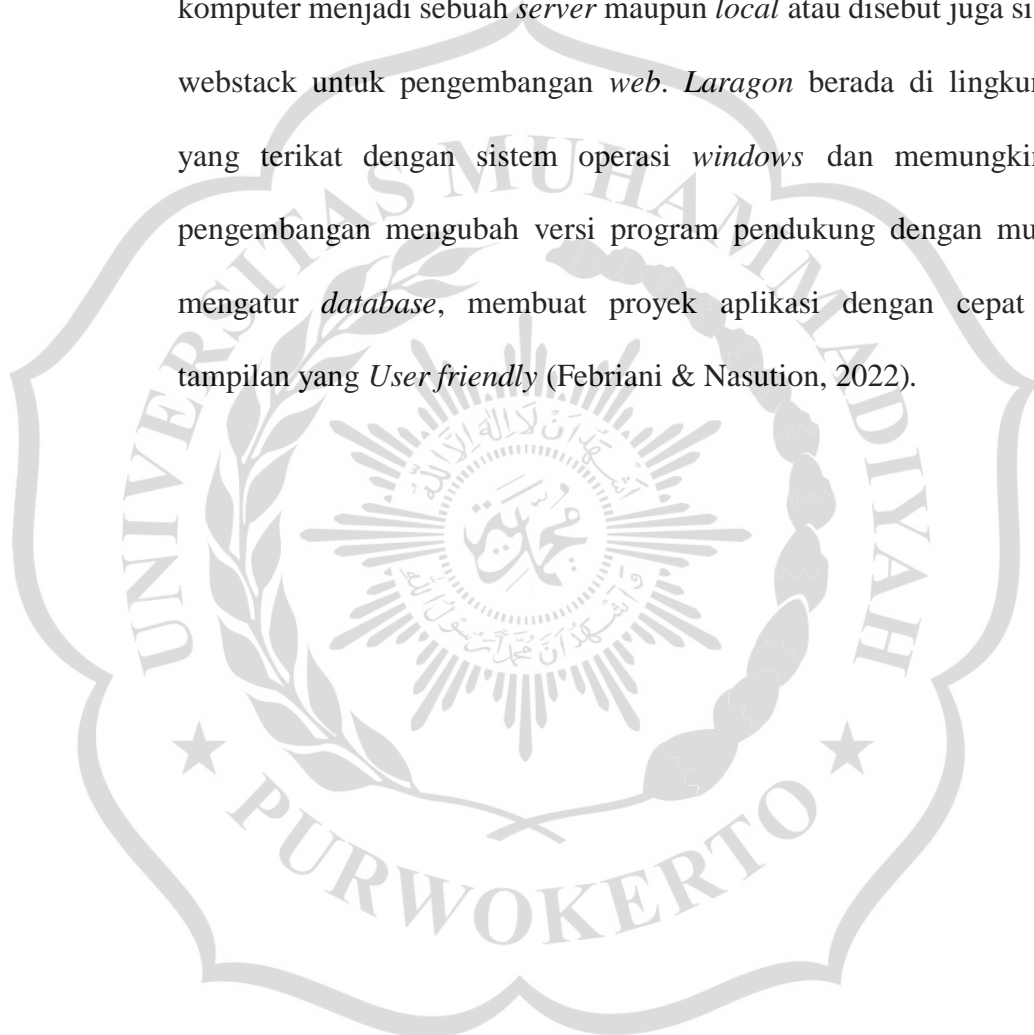 komputer menjadi sebuah server maupun local atau disebut juga si
webstack untuk pengembangan web. Laragon berada di lingku
yang terikat dengan sistem operasi windows dan memungki
pengembangan mengubah versi program pendukung dengan mu
mengatur database, membuat proyek aplikasi dengan cepat
tampilan yang User friendly (Febriani & Nasution, 2022).
UNIVERSITAS MUHAMMADIYAH
PURWOKERTO